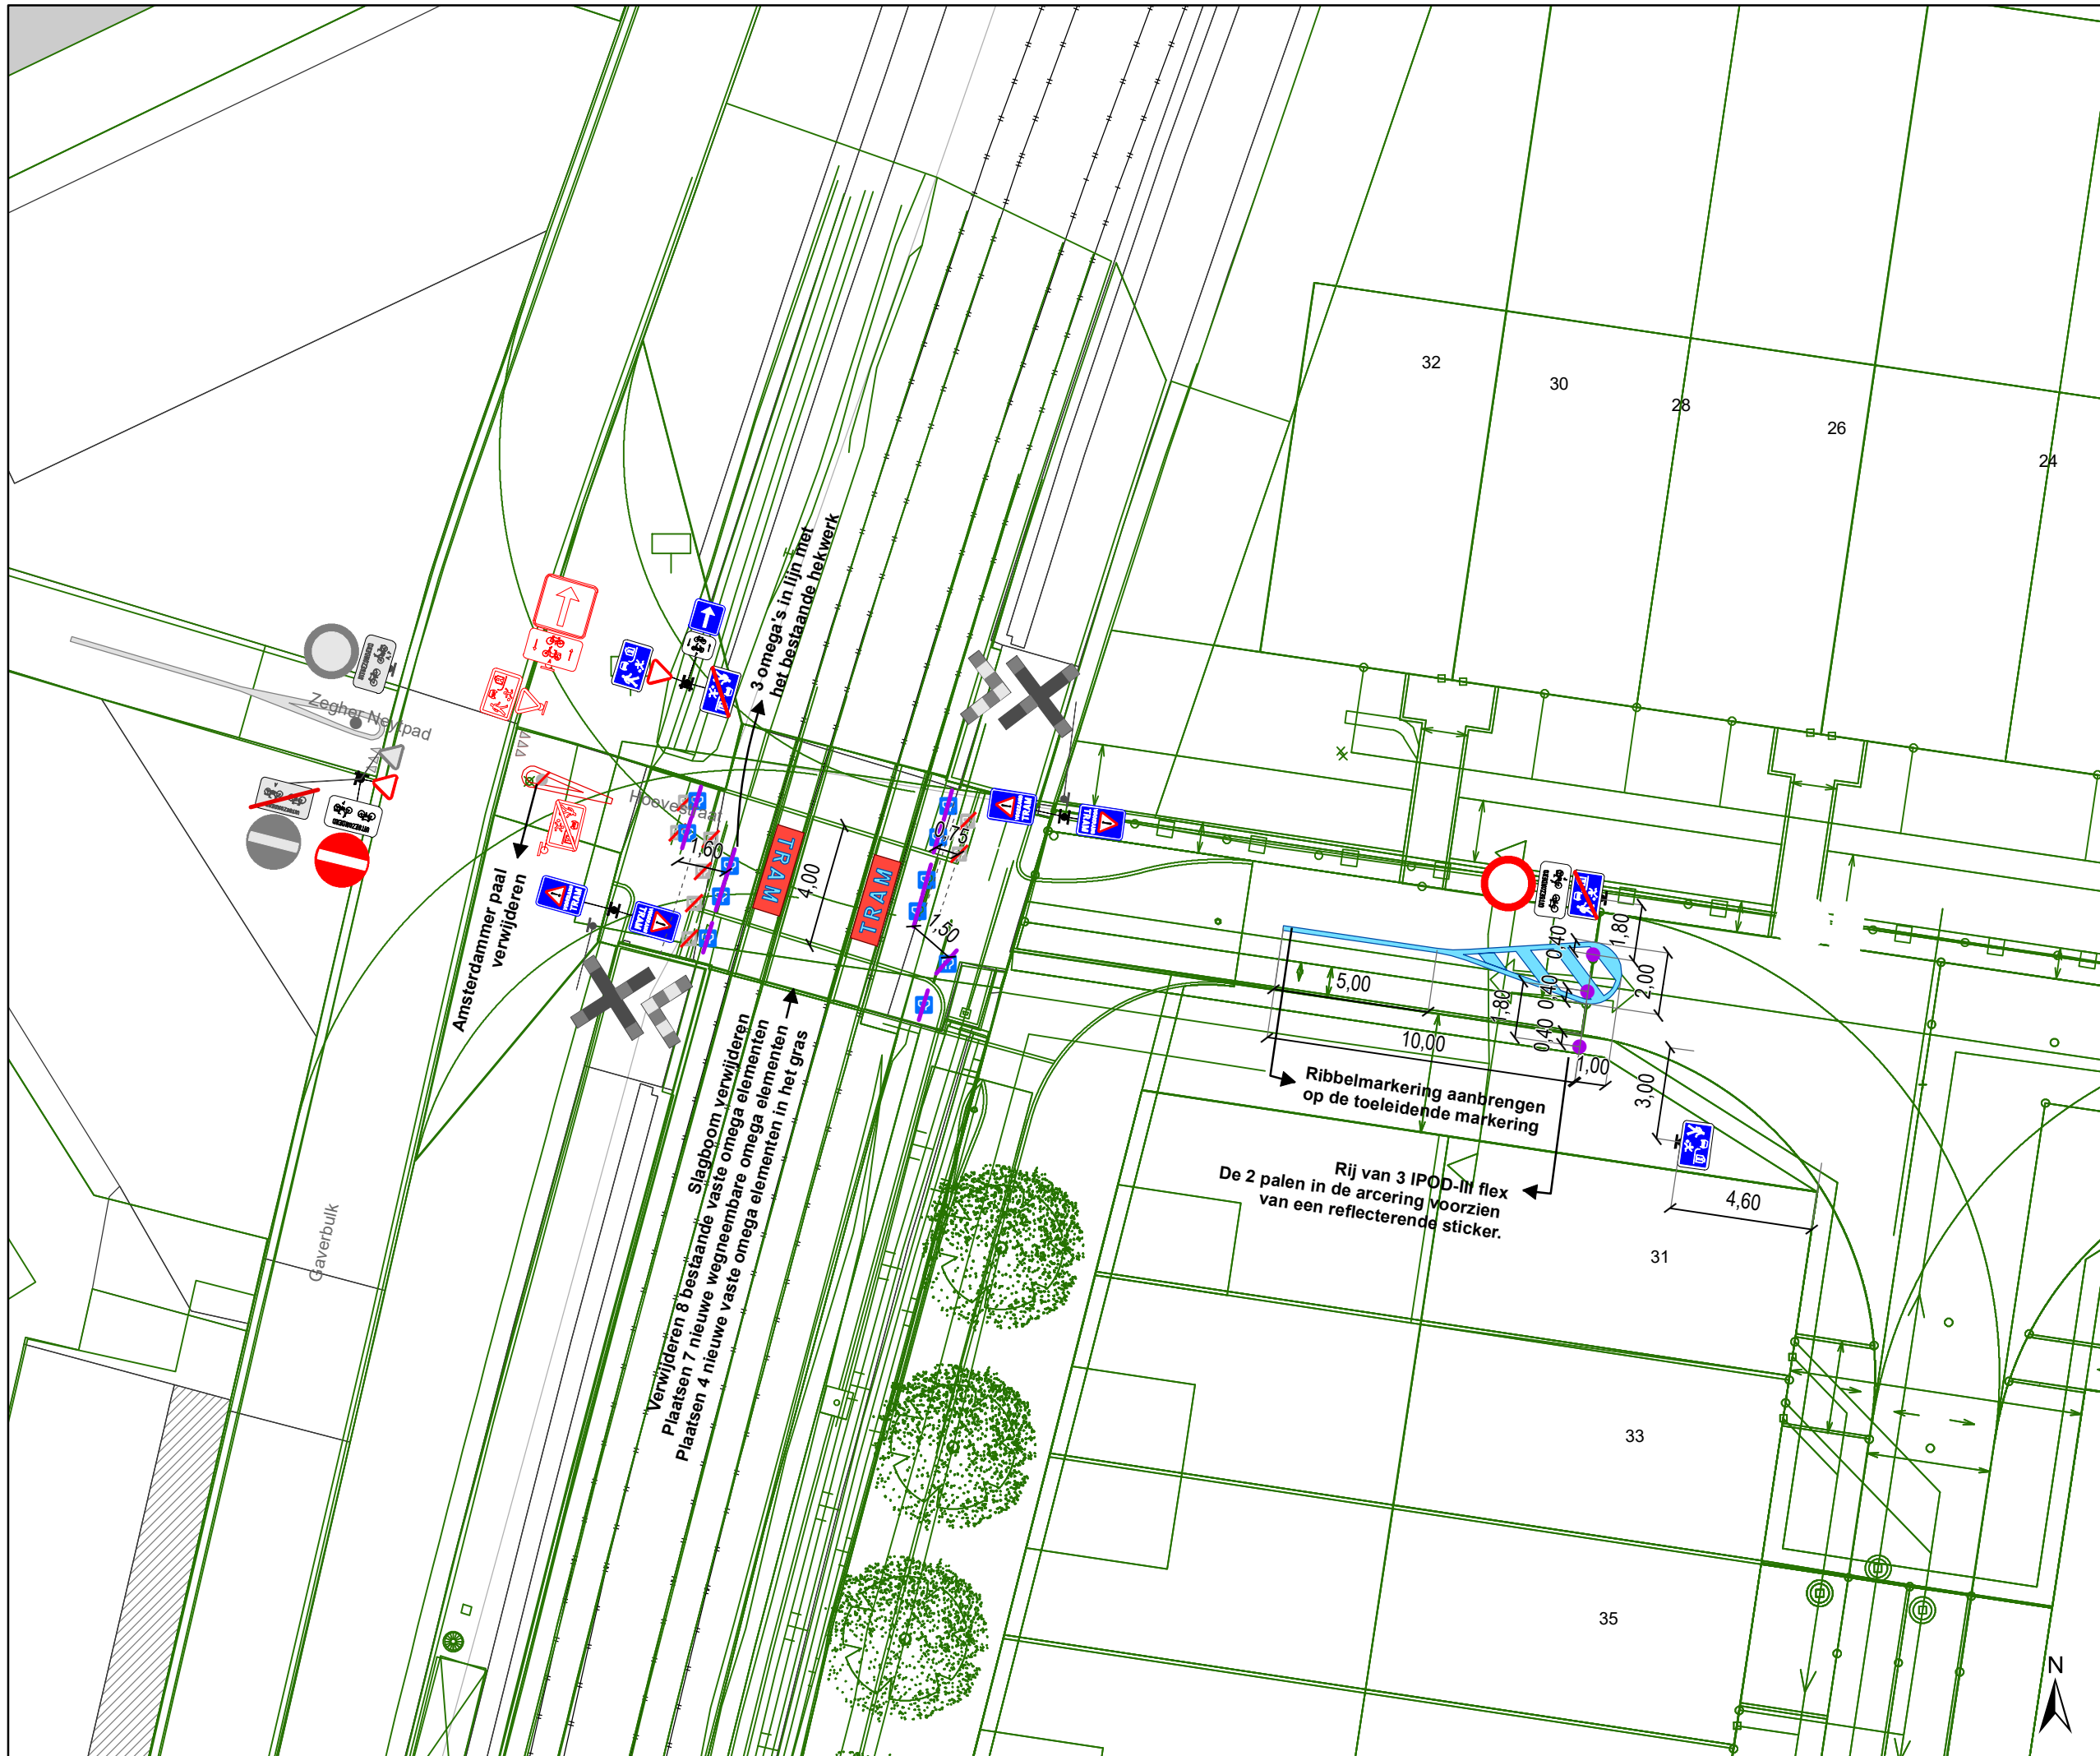 32
30
28
26
24
3 omega's in lijn met
het bestaande hekwerk
Zegher Neytpad
Amsterdammer paal
verwijderen
1,60
TRAM
4,00
TRAM
0,75
1,50
Slagboom verwijderen
Verwijderen 8 bestaande vaste omega elementen
Plaatsen 7 nieuwe wegneembare omega elementen
Plaatsen 4 nieuwe vaste omega elementen in het gras
5,00
10,00
1,80
0,40
0,40
0,40
1,80
2,00
1,00
3,00
4,60
Ribbelmarkering aanbrengen
op de toeleidende markering
Rij van 3 IPOD-III flex
De 2 palen in de arcering voorzien
van een reflecterende sticker.
Gaverbulk
31
33
35
N